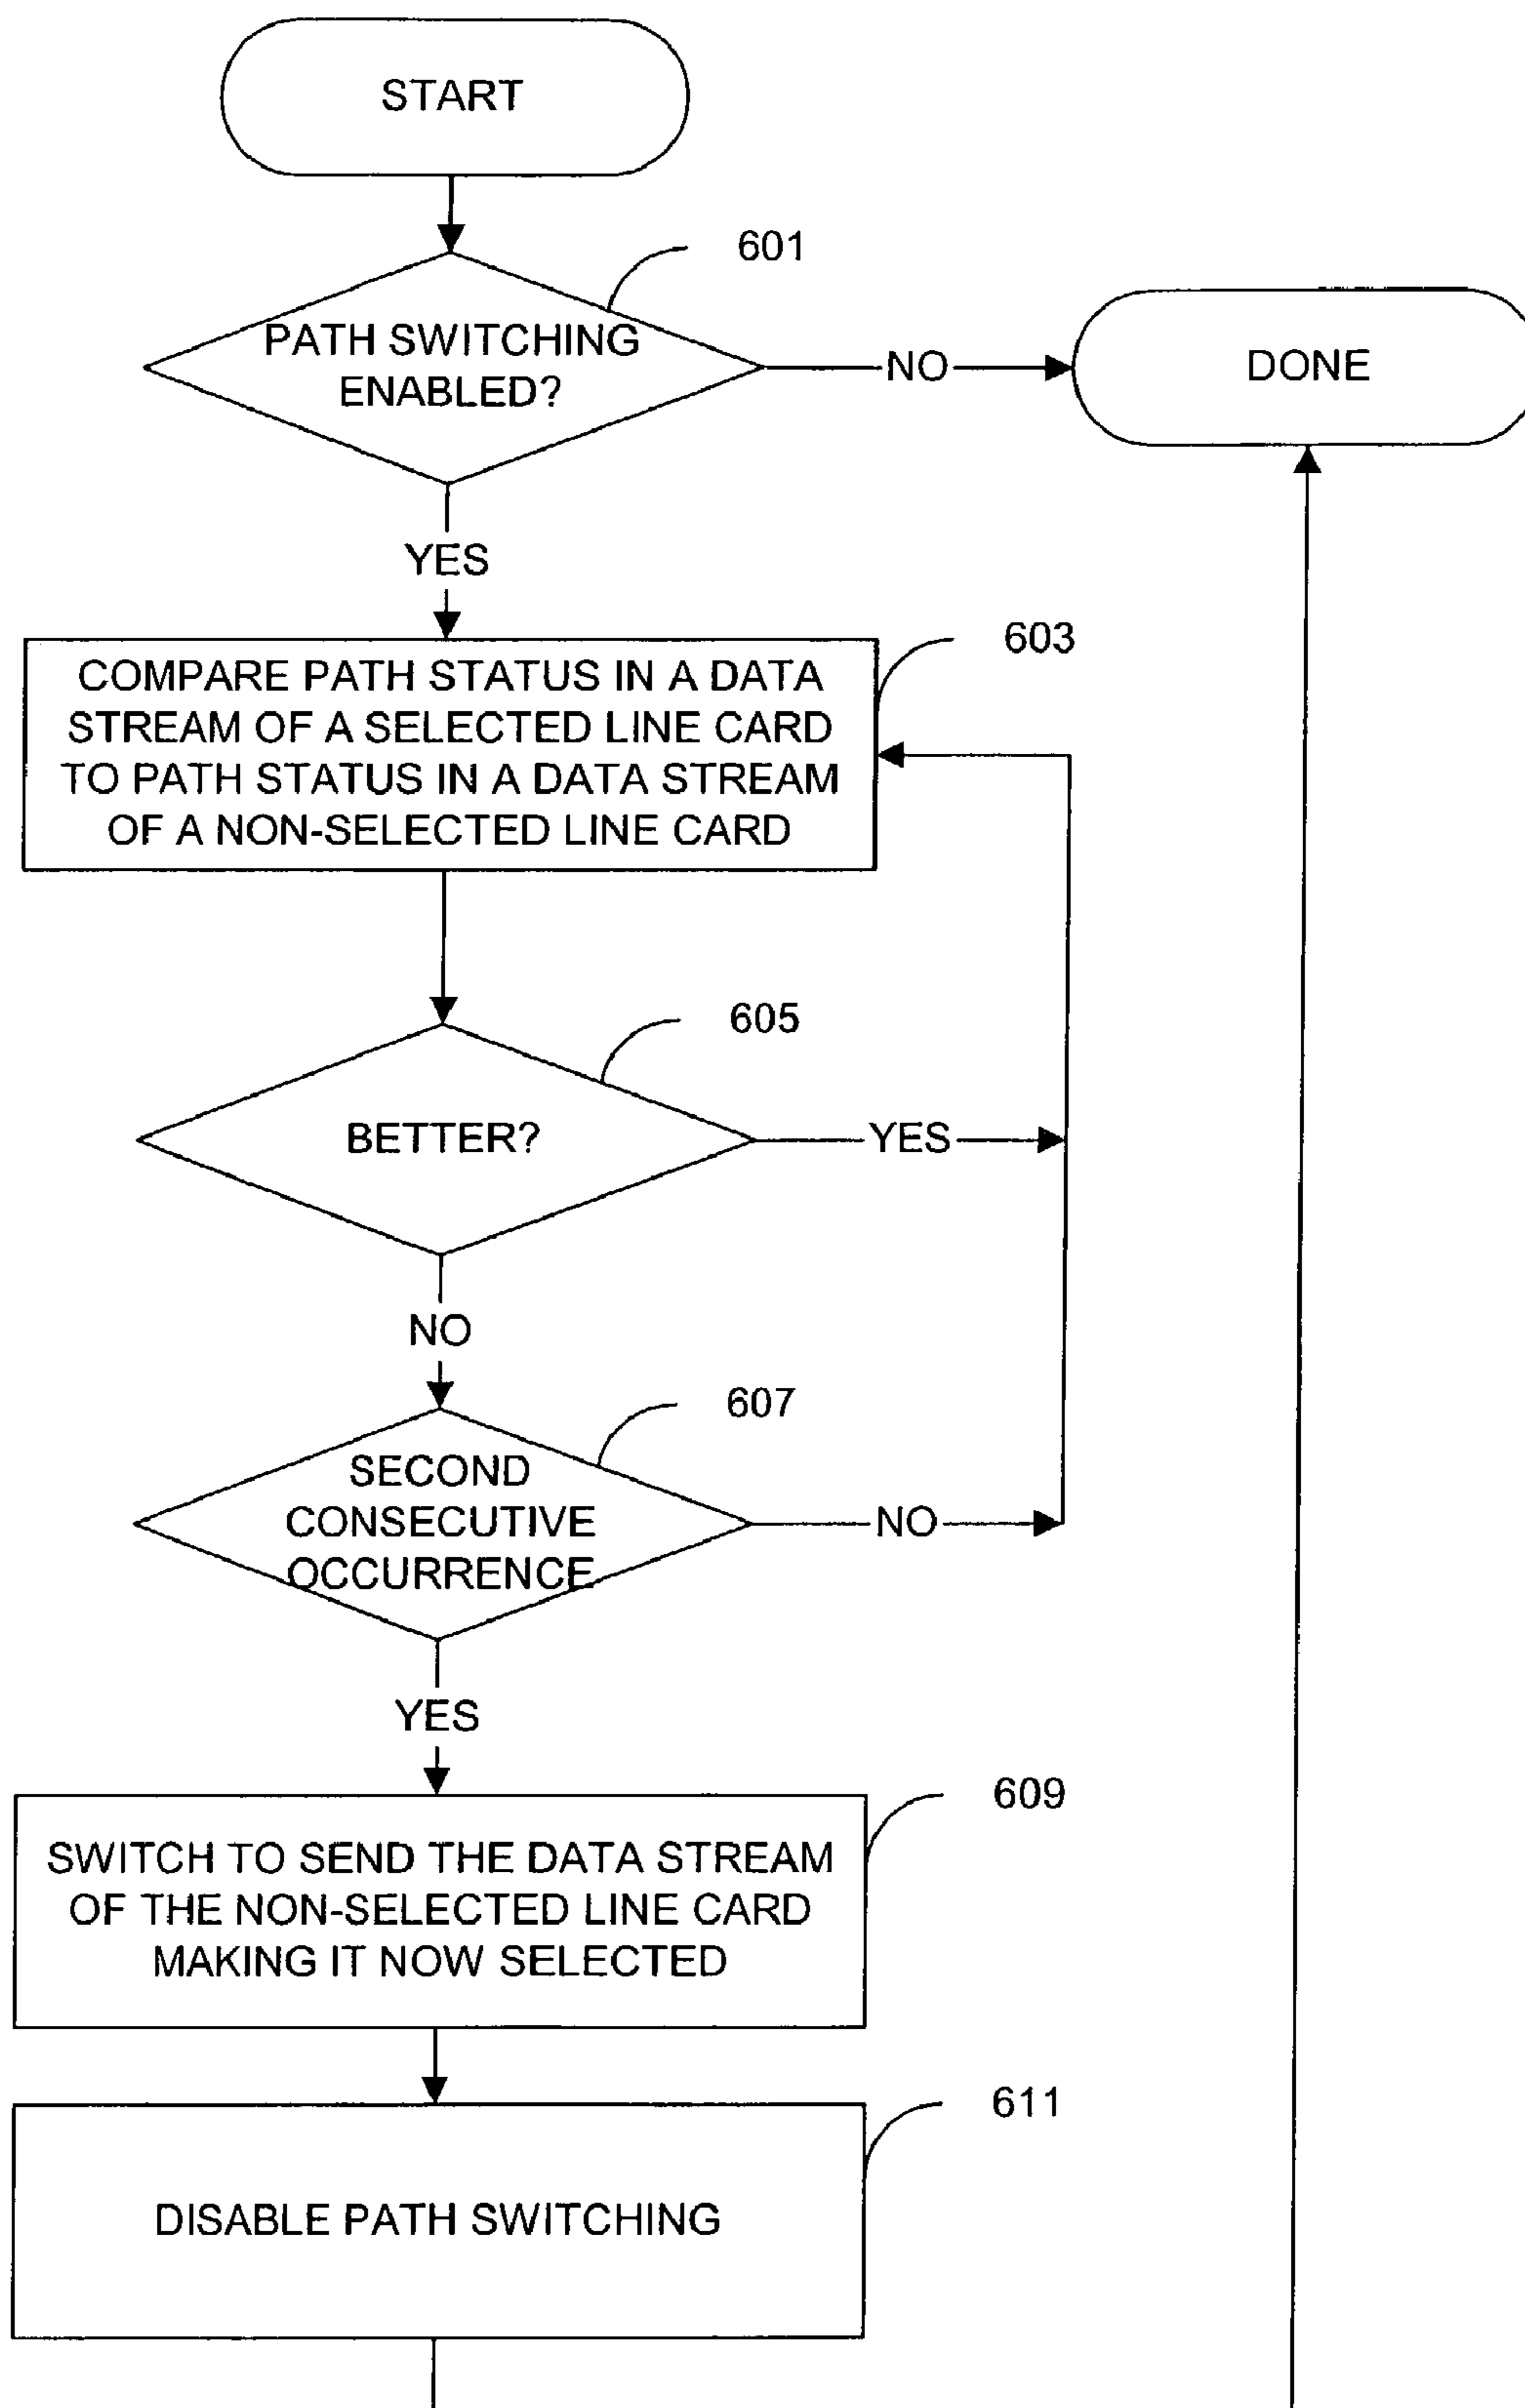 START
601
PATH SWITCHING
ENABLED?
NO
DONE
YES
603
COMPARE PATH STATUS IN A DATA
STREAM OF A SELECTED LINE CARD
TO PATH STATUS IN A DATA STREAM
OF A NON-SELECTED LINE CARD
605
BETTER?
YES
NO
607
SECOND
CONSECUTIVE
OCCURRENCE
NO
YES
609
SWITCH TO SEND THE DATA STREAM
OF THE NON-SELECTED LINE CARD
MAKING IT NOW SELECTED
611
DISABLE PATH SWITCHING